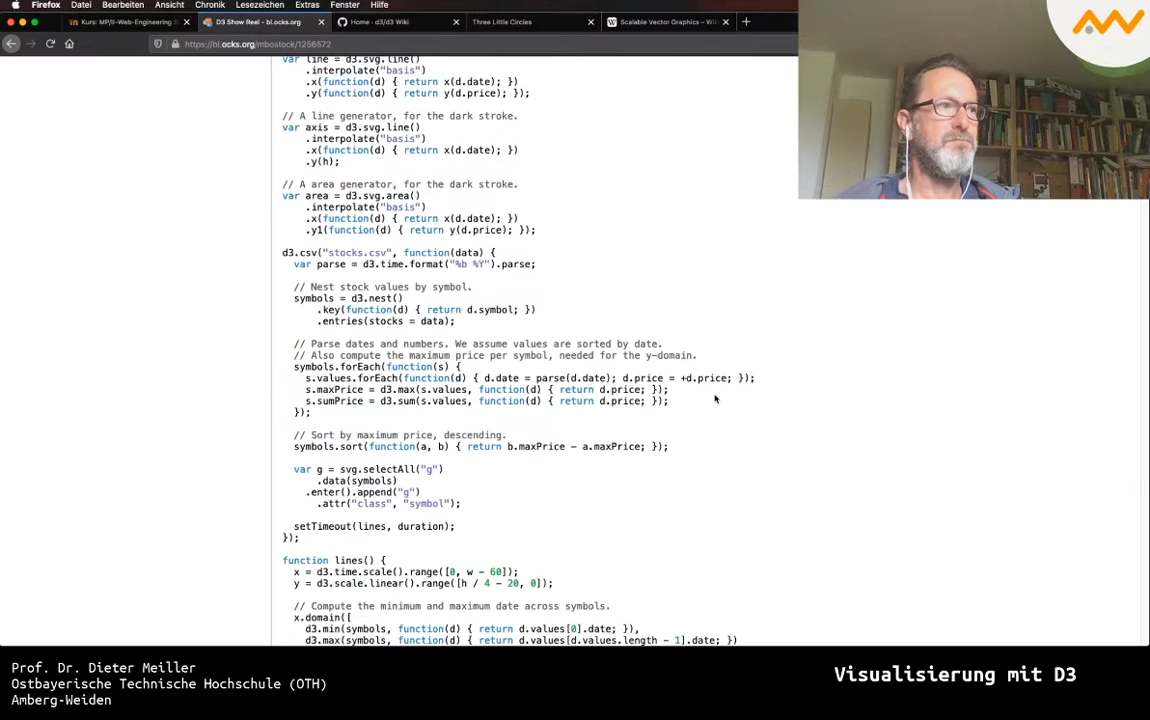 Firefox Datei Bearbeiten Ansicht Chronik Lesezeichen Extras Fenster Hilfe
Kurs: MP/II-Web-Engineering S
D3 Show Reel - bl.ocks.org
Home · d3/d3 Wiki
Three Little Circles
Scalable Vector Graphics – Wik
https://bl.ocks.org/mbostock/1256572
var line = d3.svg.line()
.interpolate("basis")
.x(function(d) { return x(d.date); })
.y(function(d) { return y(d.price); });
// A line generator, for the dark stroke.
var axis = d3.svg.line()
.interpolate("basis")
.x(function(d) { return x(d.date); })
.y(h);
// A area generator, for the dark stroke.
var area = d3.svg.area()
.interpolate("basis")
.x(function(d) { return x(d.date); })
.y1(function(d) { return y(d.price); });
d3.csv("stocks.csv", function(data) {
var parse = d3.time.format("%b %Y").parse;
// Nest stock values by symbol.
symbols = d3.nest()
.key(function(d) { return d.symbol; })
.entries(stocks = data);
// Parse dates and numbers. We assume values are sorted by date.
// Also compute the maximum price per symbol, needed for the y-domain.
symbols.forEach(function(s) {
s.values.forEach(function(d) { d.date = parse(d.date); d.price = +d.price; });
s.maxPrice = d3.max(s.values, function(d) { return d.price; });
s.sumPrice = d3.sum(s.values, function(d) { return d.price; });
});
// Sort by maximum price, descending.
symbols.sort(function(a, b) { return b.maxPrice - a.maxPrice; });
var g = svg.selectAll("g")
.data(symbols)
.enter().append("g")
.attr("class", "symbol");
setTimeout(lines, duration);
});
function lines() {
x = d3.time.scale().range([0, w - 60]);
y = d3.scale.linear().range([h / 4 - 20, 0]);
// Compute the minimum and maximum date across symbols.
x.domain([
d3.min(symbols, function(d) { return d.values[0].date; }),
d3.max(symbols, function(d) { return d.values[d.values.length - 1].date; })
Prof. Dr. Dieter Meiller
Ostbayerische Technische Hochschule (OTH)
Amberg-Weiden
Visualisierung mit D3